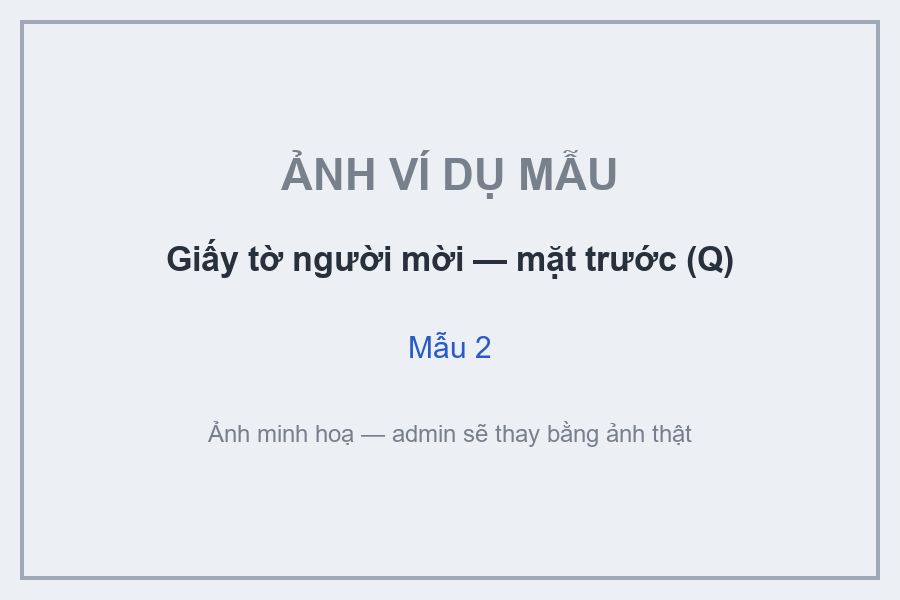 ẢNH VÍ DỤ MẪU
Giấy tờ người mời — mặt trước (Q)
Mẫu 2
Ảnh minh hoạ — admin sẽ thay bằng ảnh thật